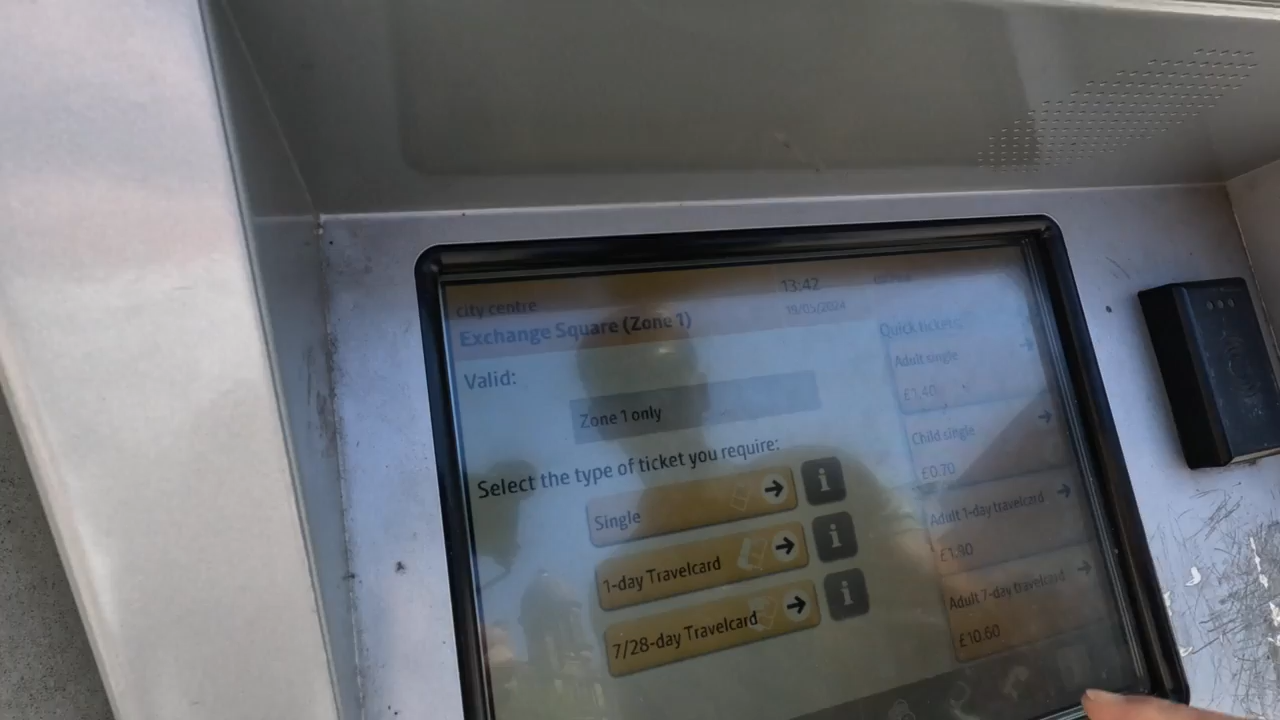 city centre
13:42
19/05/2024
Exchange Square (Zone 1)
Valid:
Zone 1 only
Select the type of ticket you require:
Single
1-day Travelcard
7/28-day Travelcard
Quick tickets:
Adult single
£1.40
Child single
£0.70
Adult 1-day travelcard
£1.90
Adult 7-day travelcard
£10.60